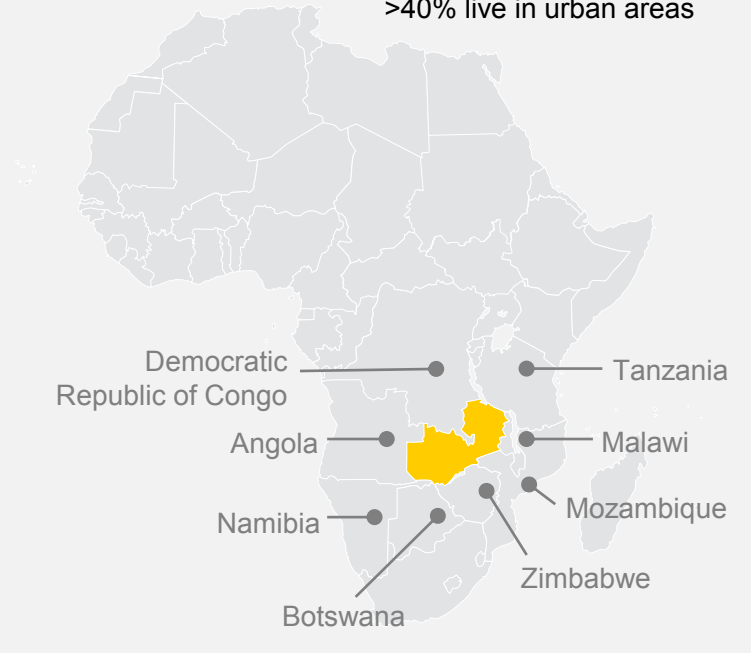 >40% live in urban areas
Democratic
Republic of Congo
Tanzania
Angola
Malawi
Namibia
Mozambique
Zimbabwe
Botswana